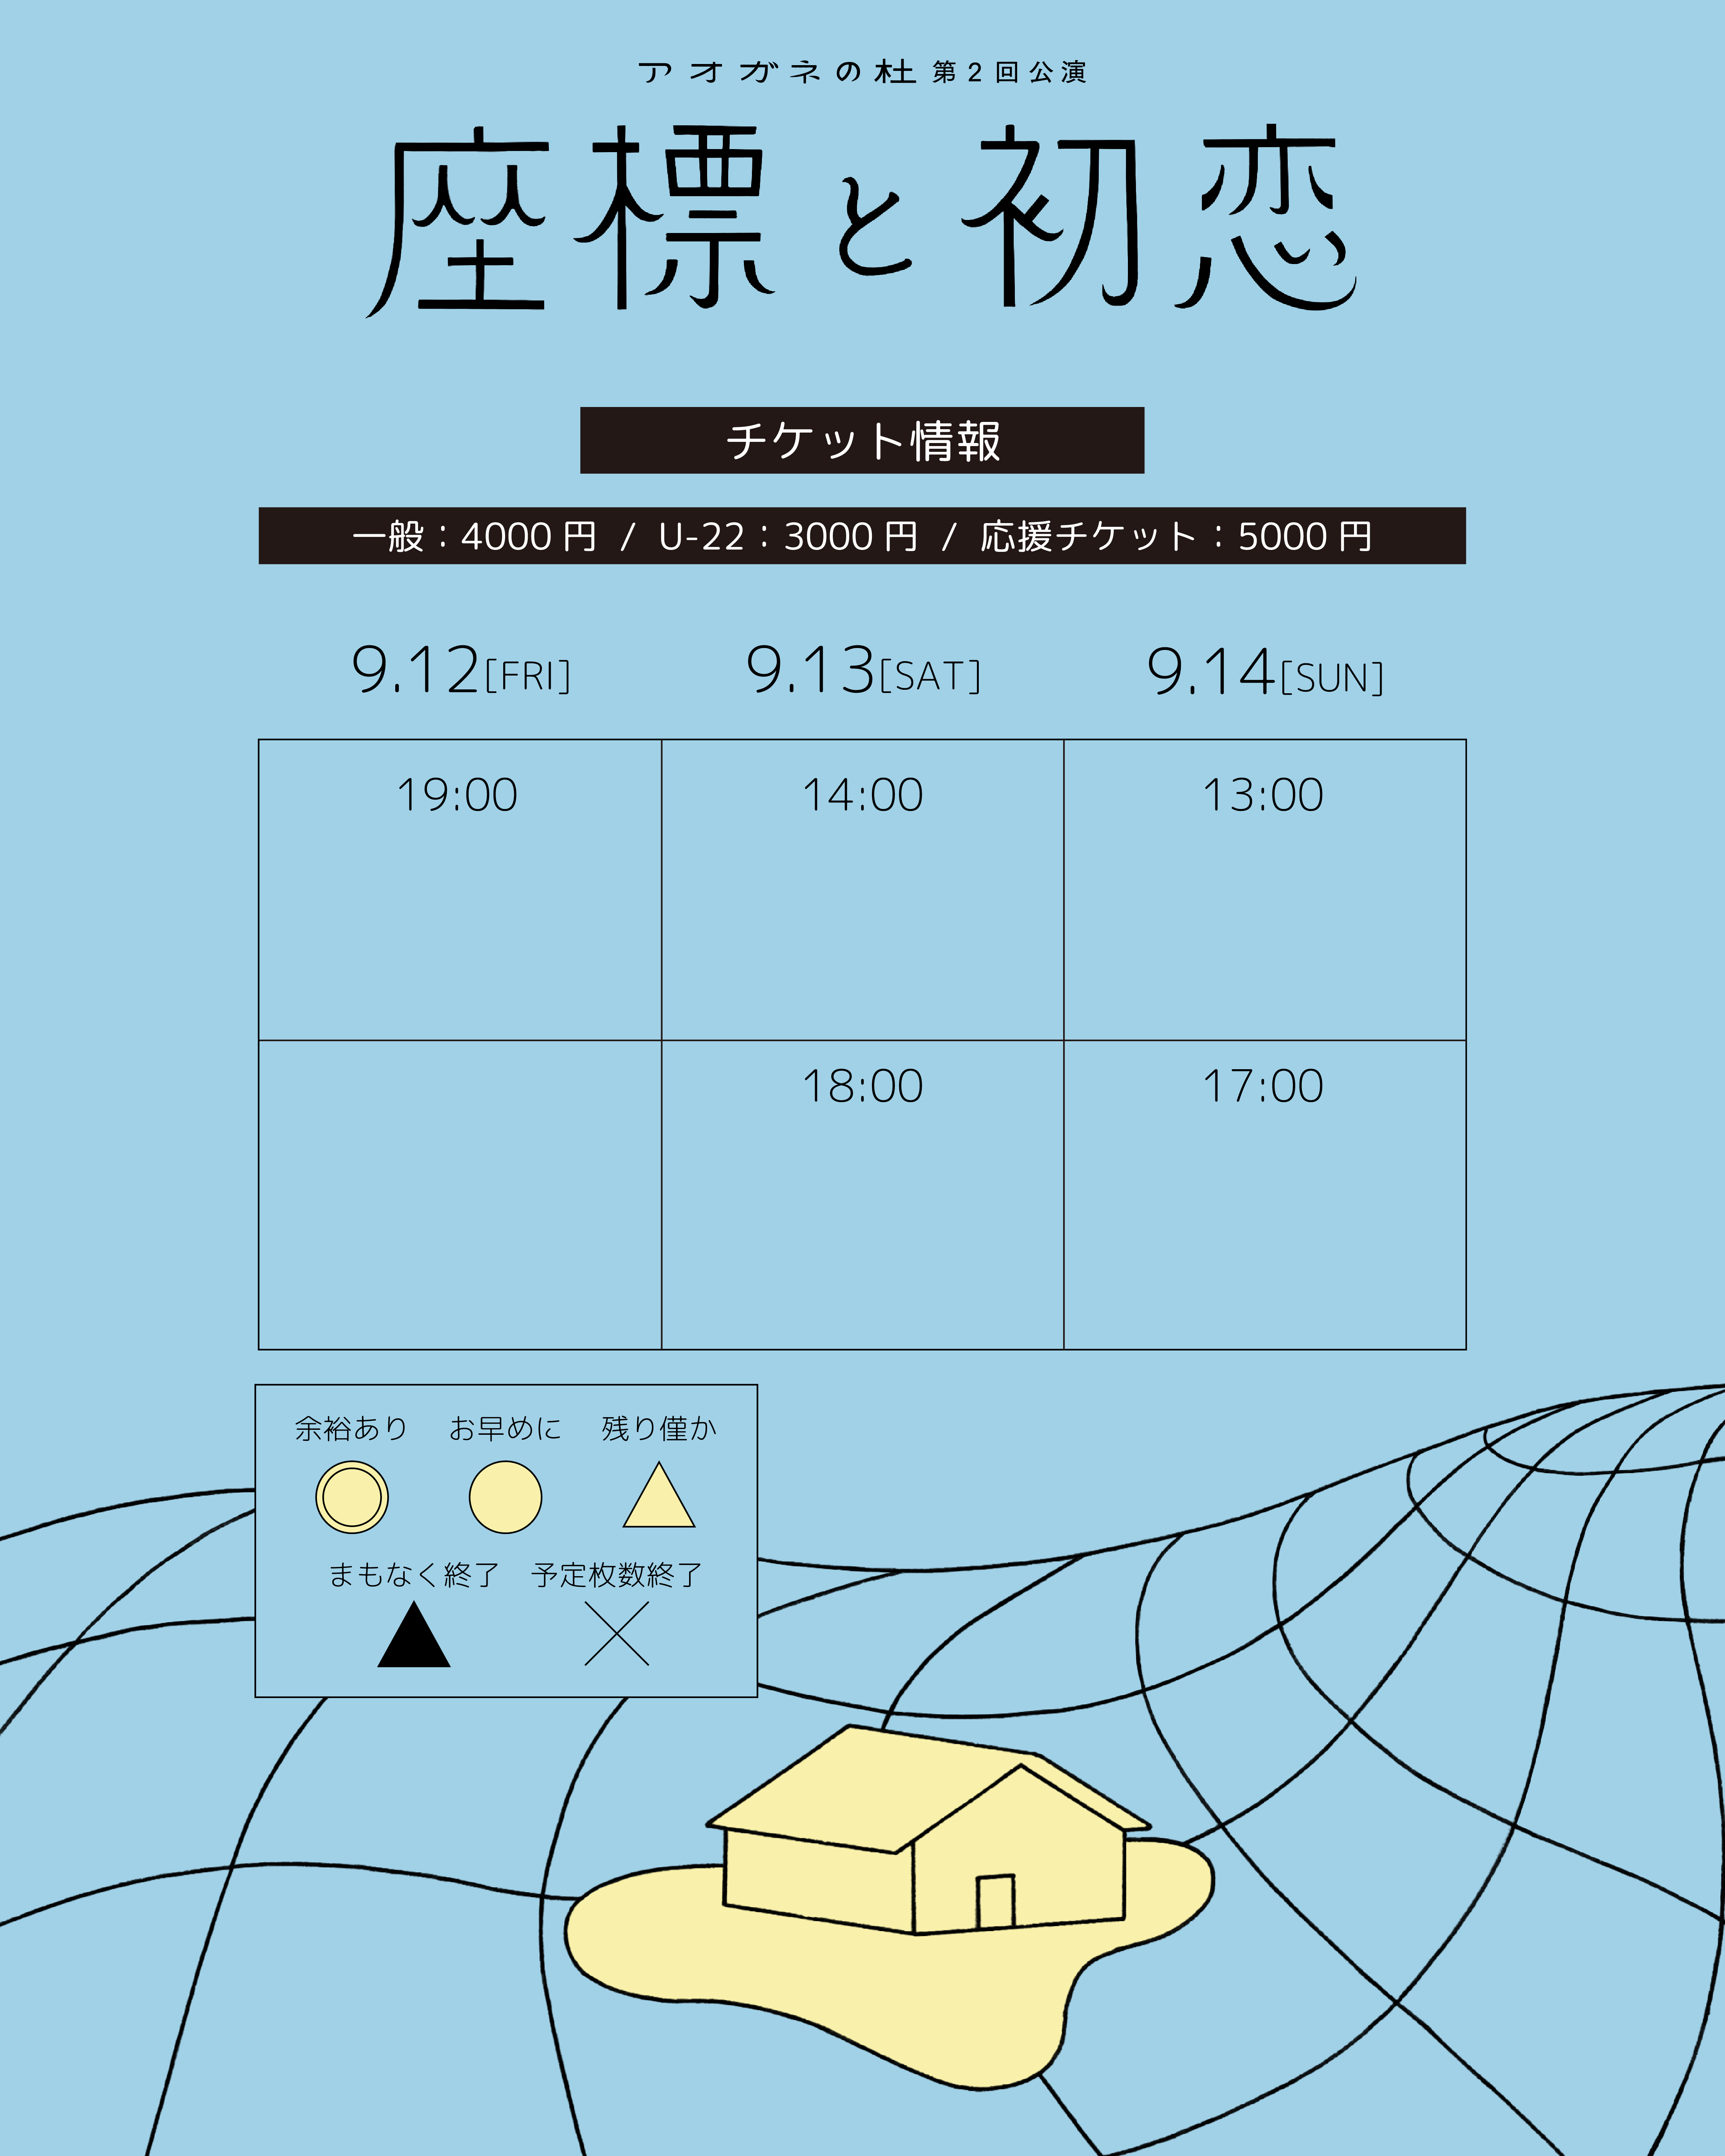 アオガネの杜 第2回公演
座標と初恋
チケット情報
一般：4000円 / U-22：3000円 / 応援チケット：5000円
9.12[FRI] 9.13[SAT] 9.14[SUN]
19:00 14:00 13:00
18:00 17:00
余裕あり お早めに 残り僅か
まもなく終了 予定枚数終了